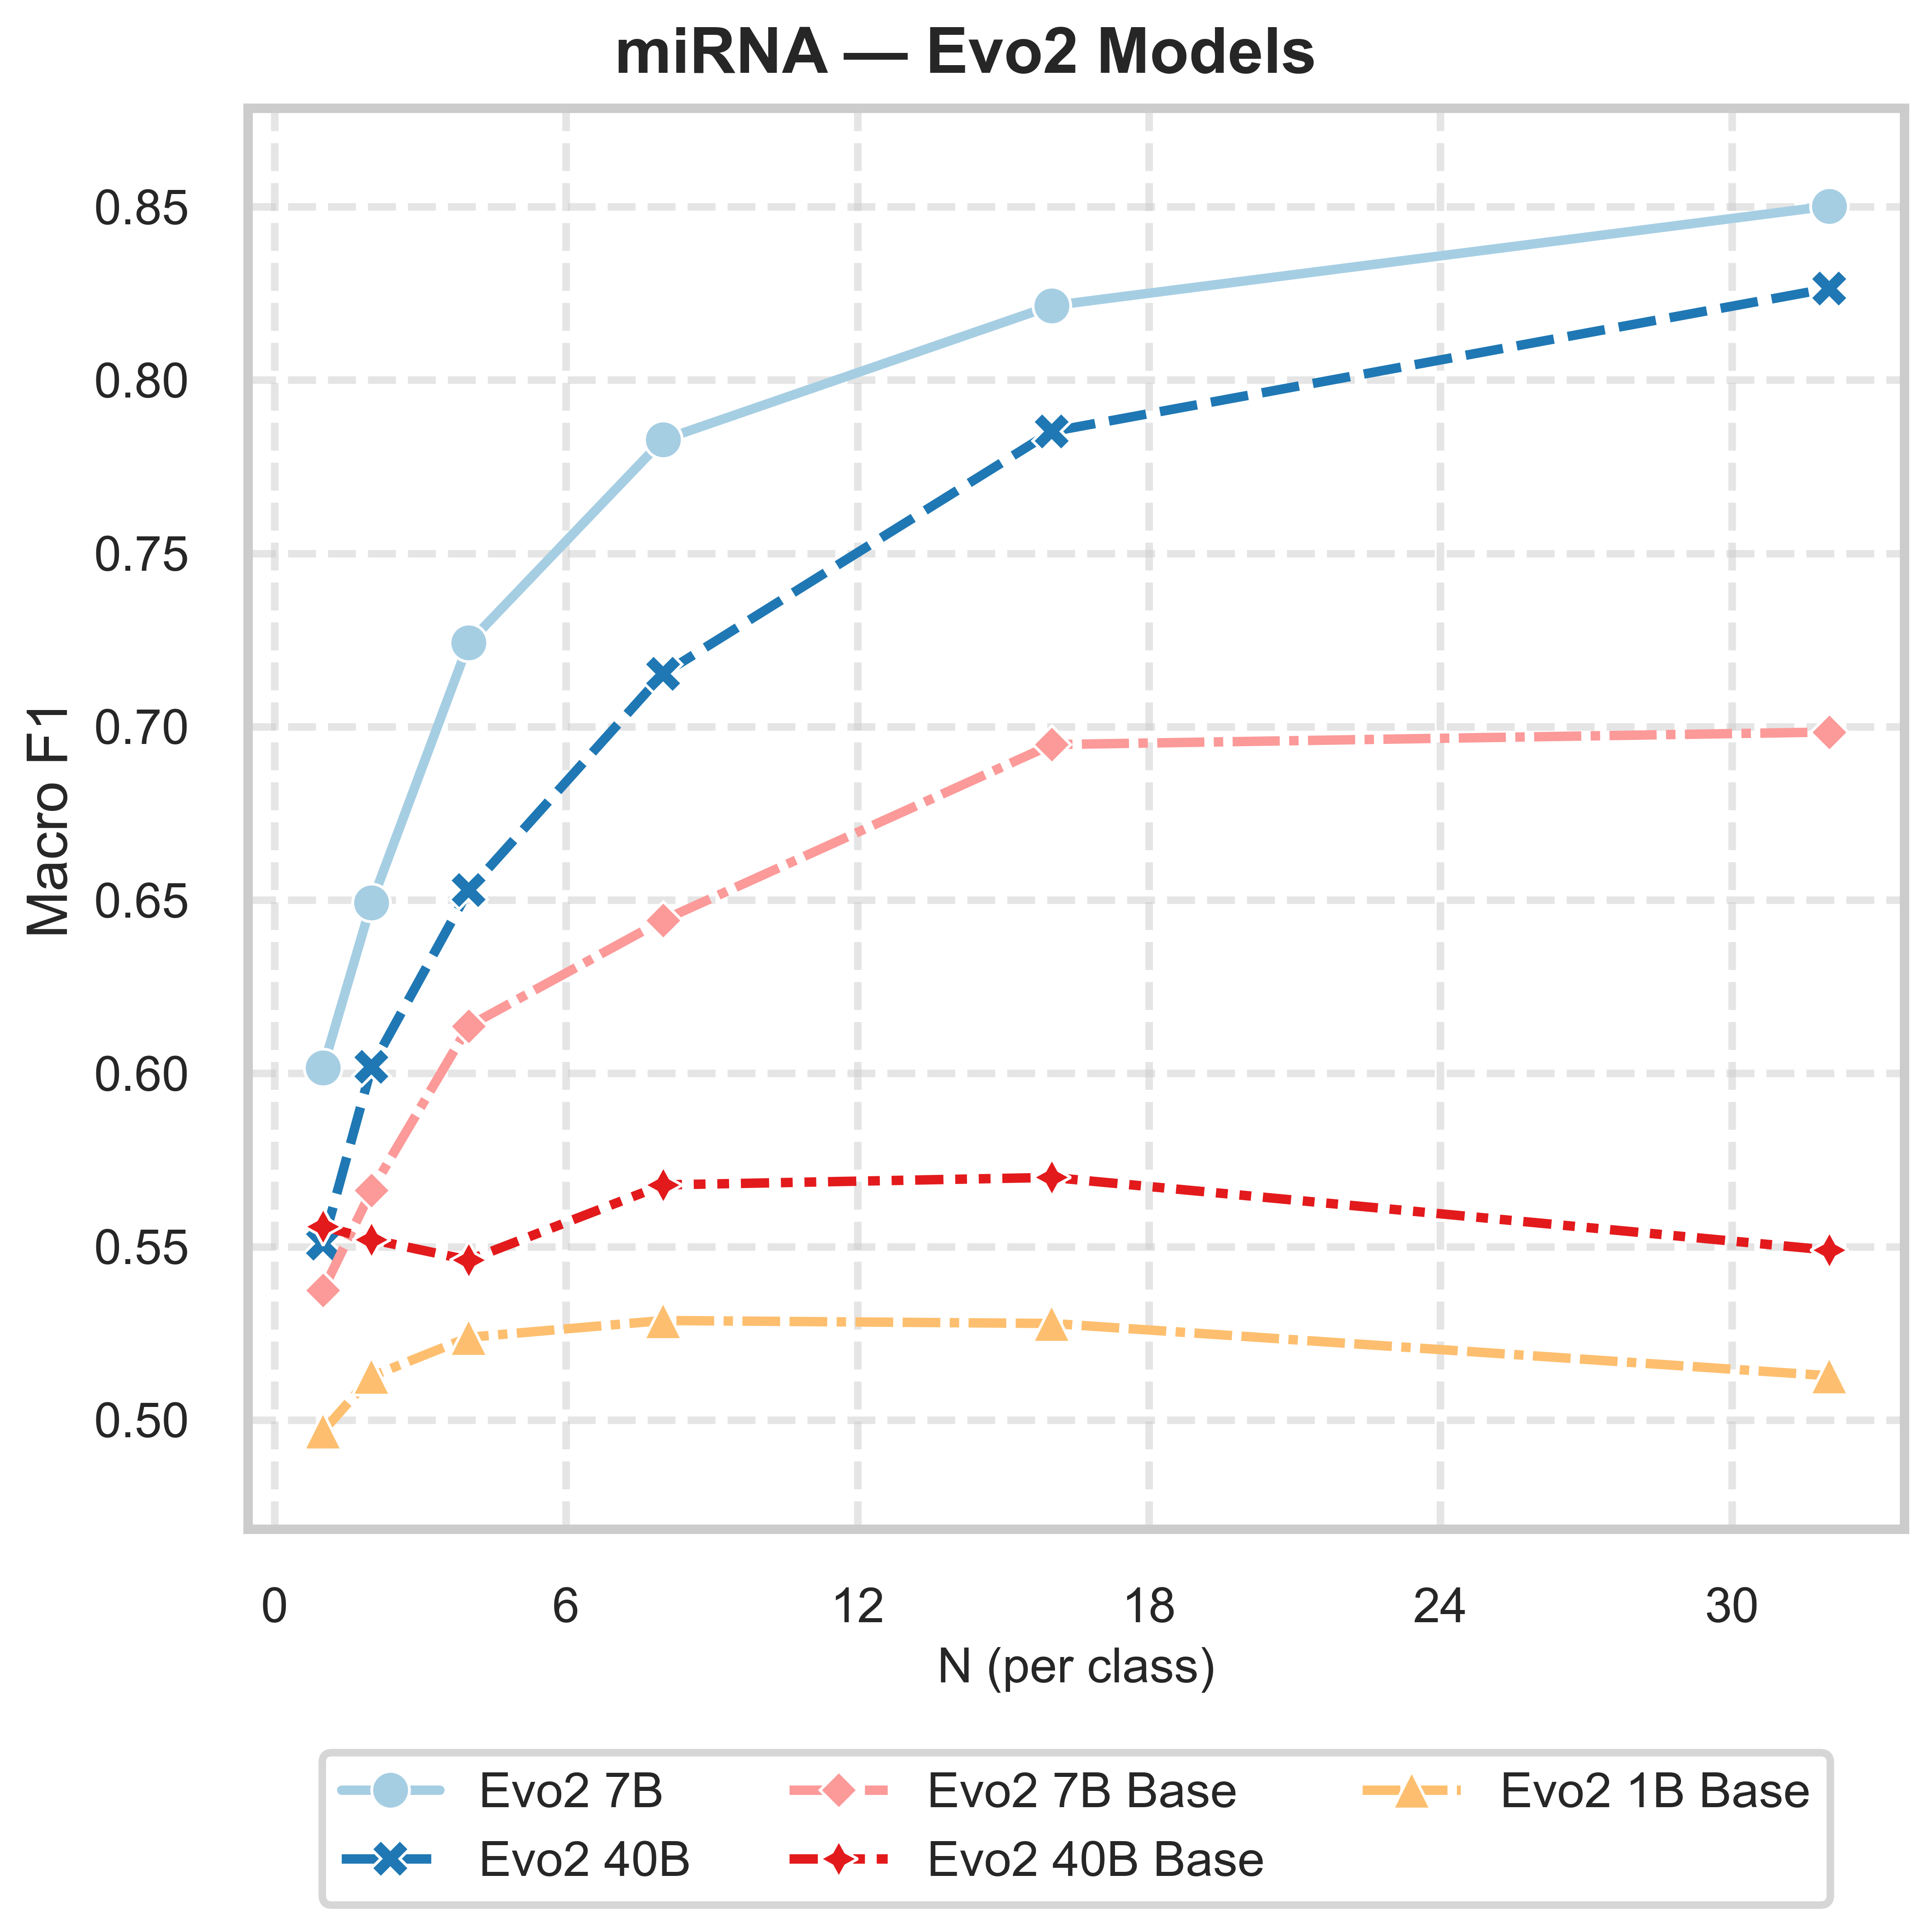 miRNA — Evo2 Models
Macro F1
0.85
0.80
0.75
0.70
0.65
0.60
0.55
0.50
0 6 12 18 24 30
N (per class)
Evo2 7B Evo2 7B Base Evo2 1B Base
Evo2 40B Evo2 40B Base